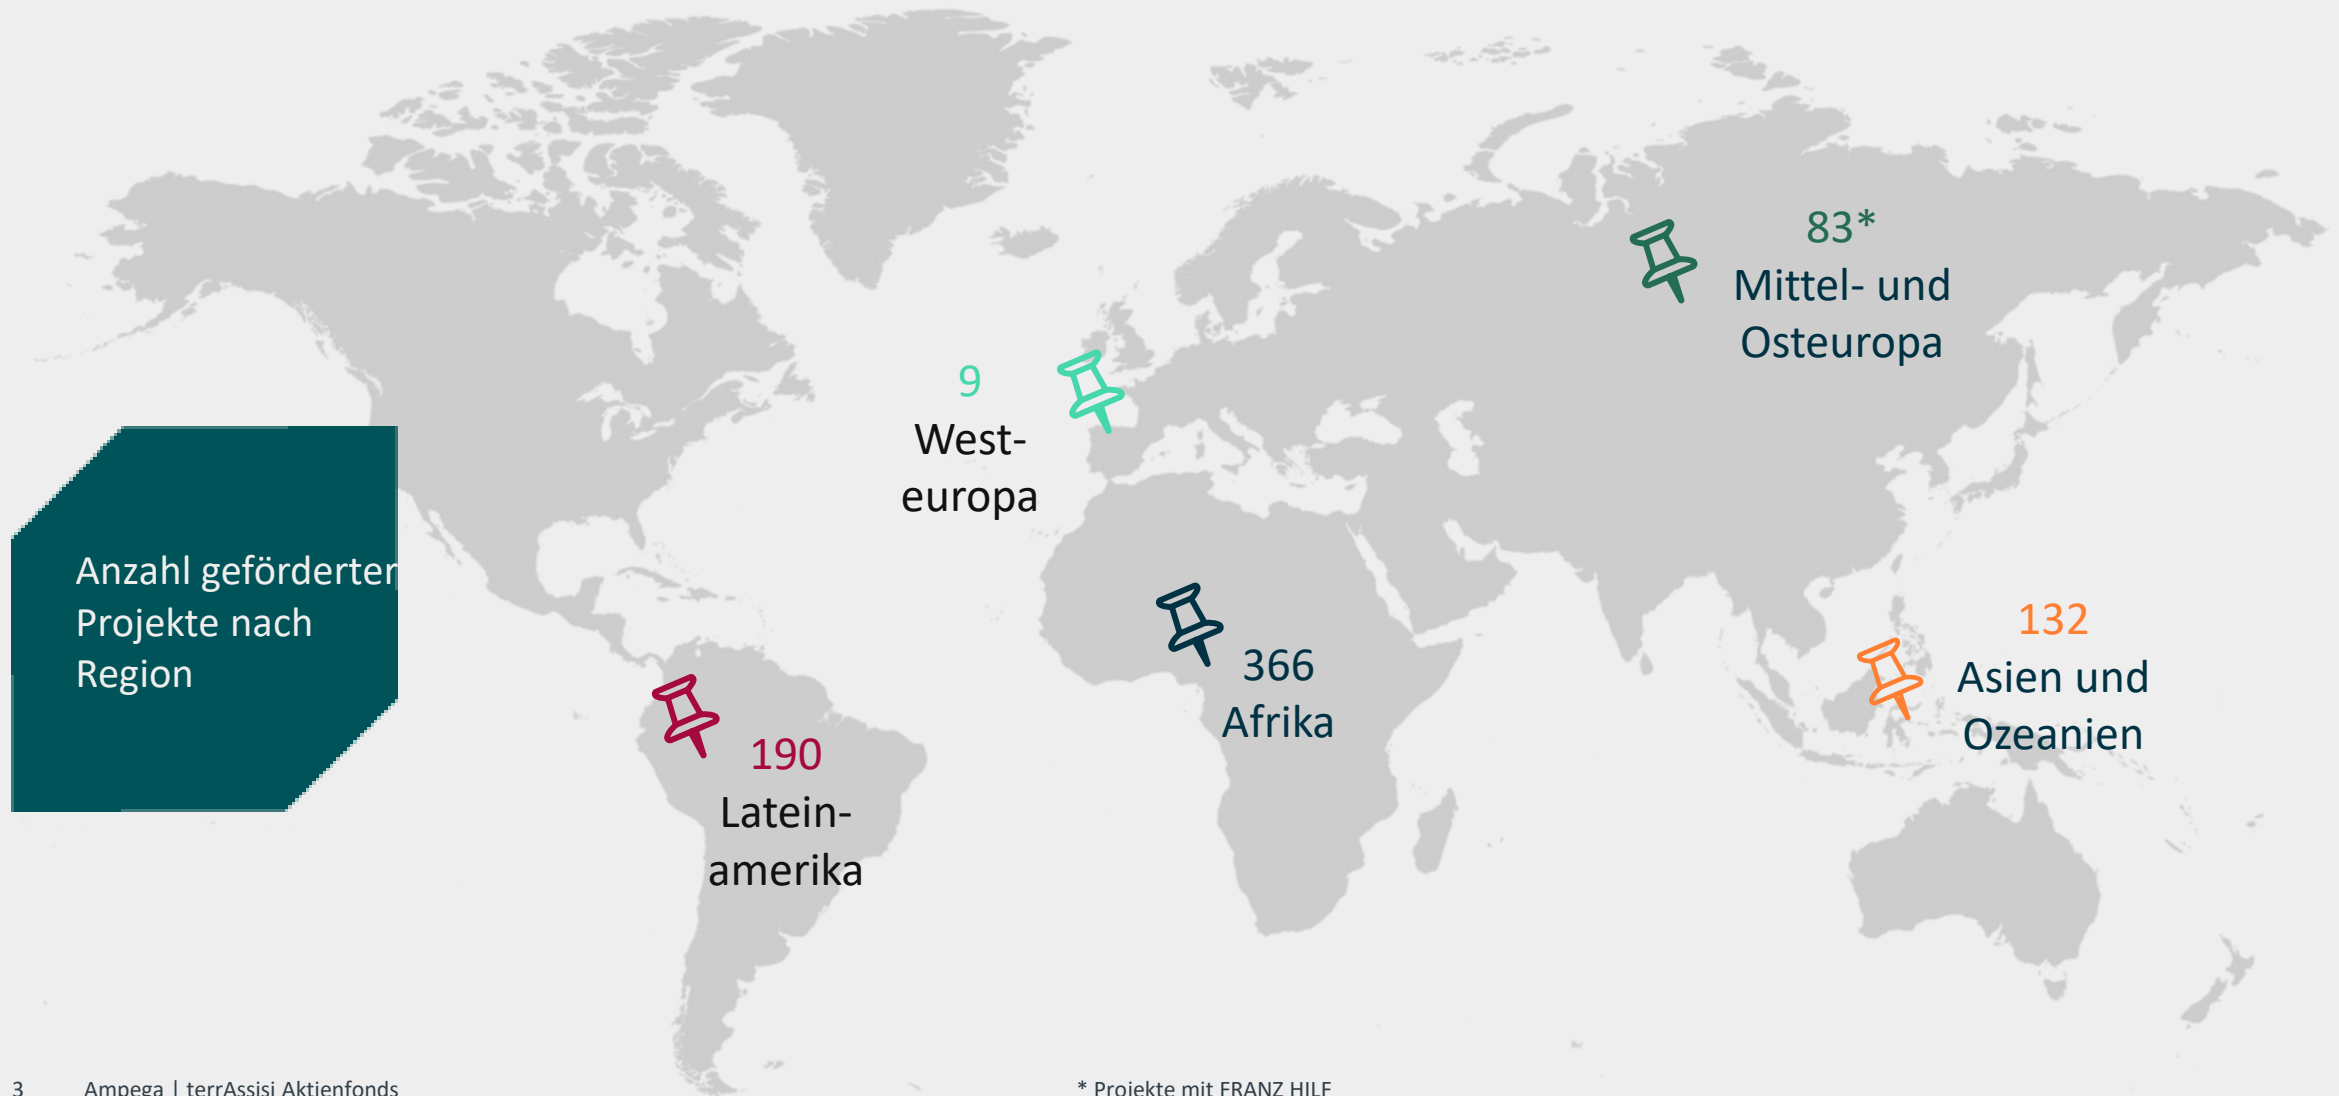 83*
Mittel- und
Osteuropa
9
West-
europa
Anzahl geförderter
Projekte nach
Region
132
Asien und
Ozeanien
366
Afrika
190
Latein-
amerika
3 Ampega | terrAssisi Aktienfonds
* Projekte mit FRANZ HILF